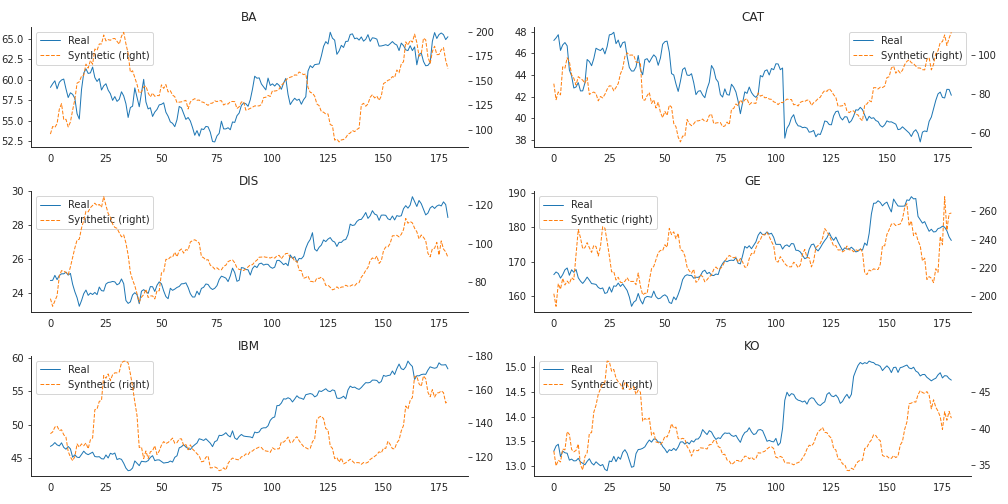 BA
65.0
62.5
60.0
57.5
55.0
52.5
200
175
150
125
100
Real
Synthetic (right)
0 25 50 75 100 125 150 175
CAT
48
46
44
42
40
38
100
80
60
Real
Synthetic (right)
0 25 50 75 100 125 150 175
DIS
30
28
26
24
120
100
80
Real
Synthetic (right)
0 25 50 75 100 125 150 175
GE
190
180
170
160
260
240
220
200
Real
Synthetic (right)
0 25 50 75 100 125 150 175
IBM
60
55
50
45
180
160
140
120
Real
Synthetic (right)
0 25 50 75 100 125 150 175
KO
15.0
14.5
14.0
13.5
13.0
45
40
35
Real
Synthetic (right)
0 25 50 75 100 125 150 175